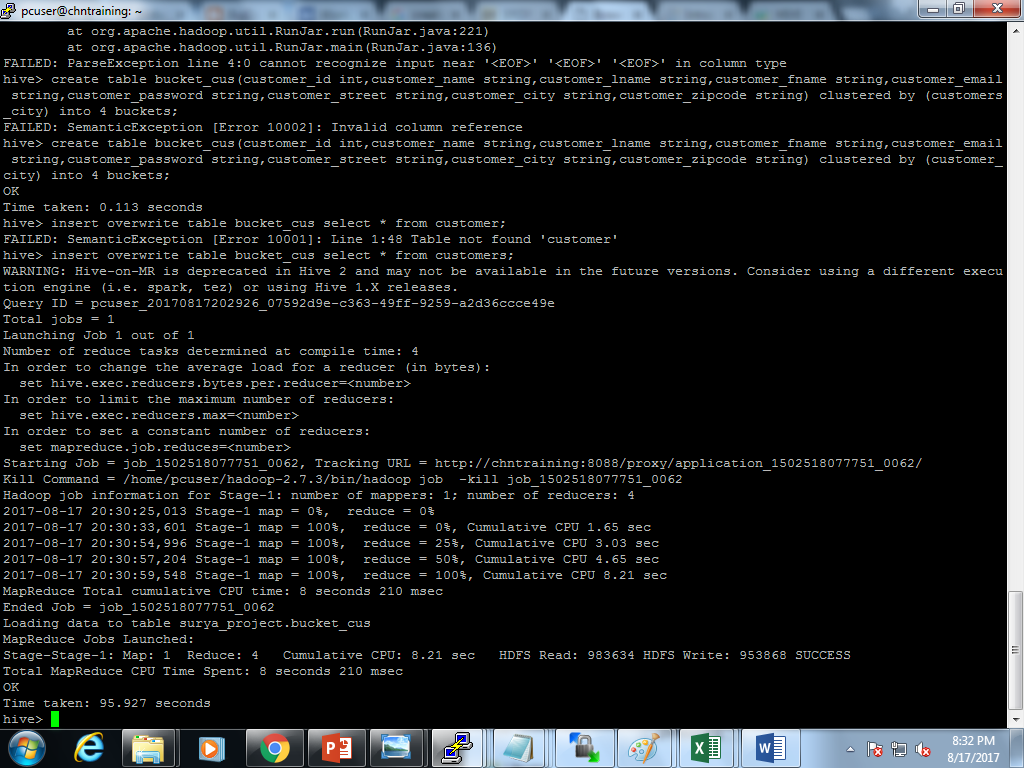 pcuser@chntraining: ~
        at org.apache.hadoop.util.RunJar.run(RunJar.java:221)
        at org.apache.hadoop.util.RunJar.main(RunJar.java:136)
FAILED: ParseException line 4:0 cannot recognize input near '<EOF>' '<EOF>' '<EOF>' in column type
hive> create table bucket_cus(customer_id int,customer_name string,customer_lname string,customer_fname string,customer_email
 string,customer_password string,customer_street string,customer_city string,customer_zipcode string) clustered by (customers
_city) into 4 buckets;
FAILED: SemanticException [Error 10002]: Invalid column reference
hive> create table bucket_cus(customer_id int,customer_name string,customer_lname string,customer_fname string,customer_email
 string,customer_password string,customer_street string,customer_city string,customer_zipcode string) clustered by (customer_
city) into 4 buckets;
OK
Time taken: 0.113 seconds
hive> insert overwrite table bucket_cus select * from customer;
FAILED: SemanticException [Error 10001]: Line 1:48 Table not found 'customer'
hive> insert overwrite table bucket_cus select * from customers;
WARNING: Hive-on-MR is deprecated in Hive 2 and may not be available in the future versions. Consider using a different execu
tion engine (i.e. spark, tez) or using Hive 1.X releases.
Query ID = pcuser_20170817202926_07592d9e-c363-49ff-9259-a2d36ccce49e
Total jobs = 1
Launching Job 1 out of 1
Number of reduce tasks determined at compile time: 4
In order to change the average load for a reducer (in bytes):
  set hive.exec.reducers.bytes.per.reducer=<number>
In order to limit the maximum number of reducers:
  set hive.exec.reducers.max=<number>
In order to set a constant number of reducers:
  set mapreduce.job.reduces=<number>
Starting Job = job_1502518077751_0062, Tracking URL = http://chntraining:8088/proxy/application_1502518077751_0062/
Kill Command = /home/pcuser/hadoop-2.7.3/bin/hadoop job  -kill job_1502518077751_0062
Hadoop job information for Stage-1: number of mappers: 1; number of reducers: 4
2017-08-17 20:30:25,013 Stage-1 map = 0%,  reduce = 0%
2017-08-17 20:30:33,601 Stage-1 map = 100%,  reduce = 0%, Cumulative CPU 1.65 sec
2017-08-17 20:30:54,996 Stage-1 map = 100%,  reduce = 25%, Cumulative CPU 3.03 sec
2017-08-17 20:30:57,204 Stage-1 map = 100%,  reduce = 50%, Cumulative CPU 4.65 sec
2017-08-17 20:30:59,548 Stage-1 map = 100%,  reduce = 100%, Cumulative CPU 8.21 sec
MapReduce Total cumulative CPU time: 8 seconds 210 msec
Ended Job = job_1502518077751_0062
Loading data to table surya_project.bucket_cus
MapReduce Jobs Launched:
Stage-Stage-1: Map: 1  Reduce: 4   Cumulative CPU: 8.21 sec   HDFS Read: 983634 HDFS Write: 953868 SUCCESS
Total MapReduce CPU Time Spent: 8 seconds 210 msec
OK
Time taken: 95.927 seconds
hive>
8:32 PM
8/17/2017